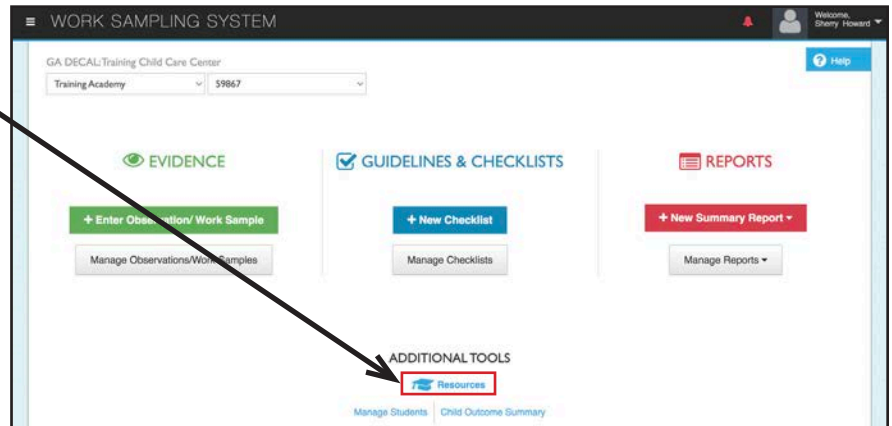 WORK SAMPLING SYSTEM
Welcome,
Sherry Howard
GA DECAL:Training Child Care Center
Help
Training Academy
59867
EVIDENCE
GUIDELINES & CHECKLISTS
REPORTS
+ Enter Observation/ Work Sample
+ New Checklist
+ New Summary Report
Manage Observations/Work Samples
Manage Checklists
Manage Reports
ADDITIONAL TOOLS
Resources
Manage Students
Child Outcome Summary